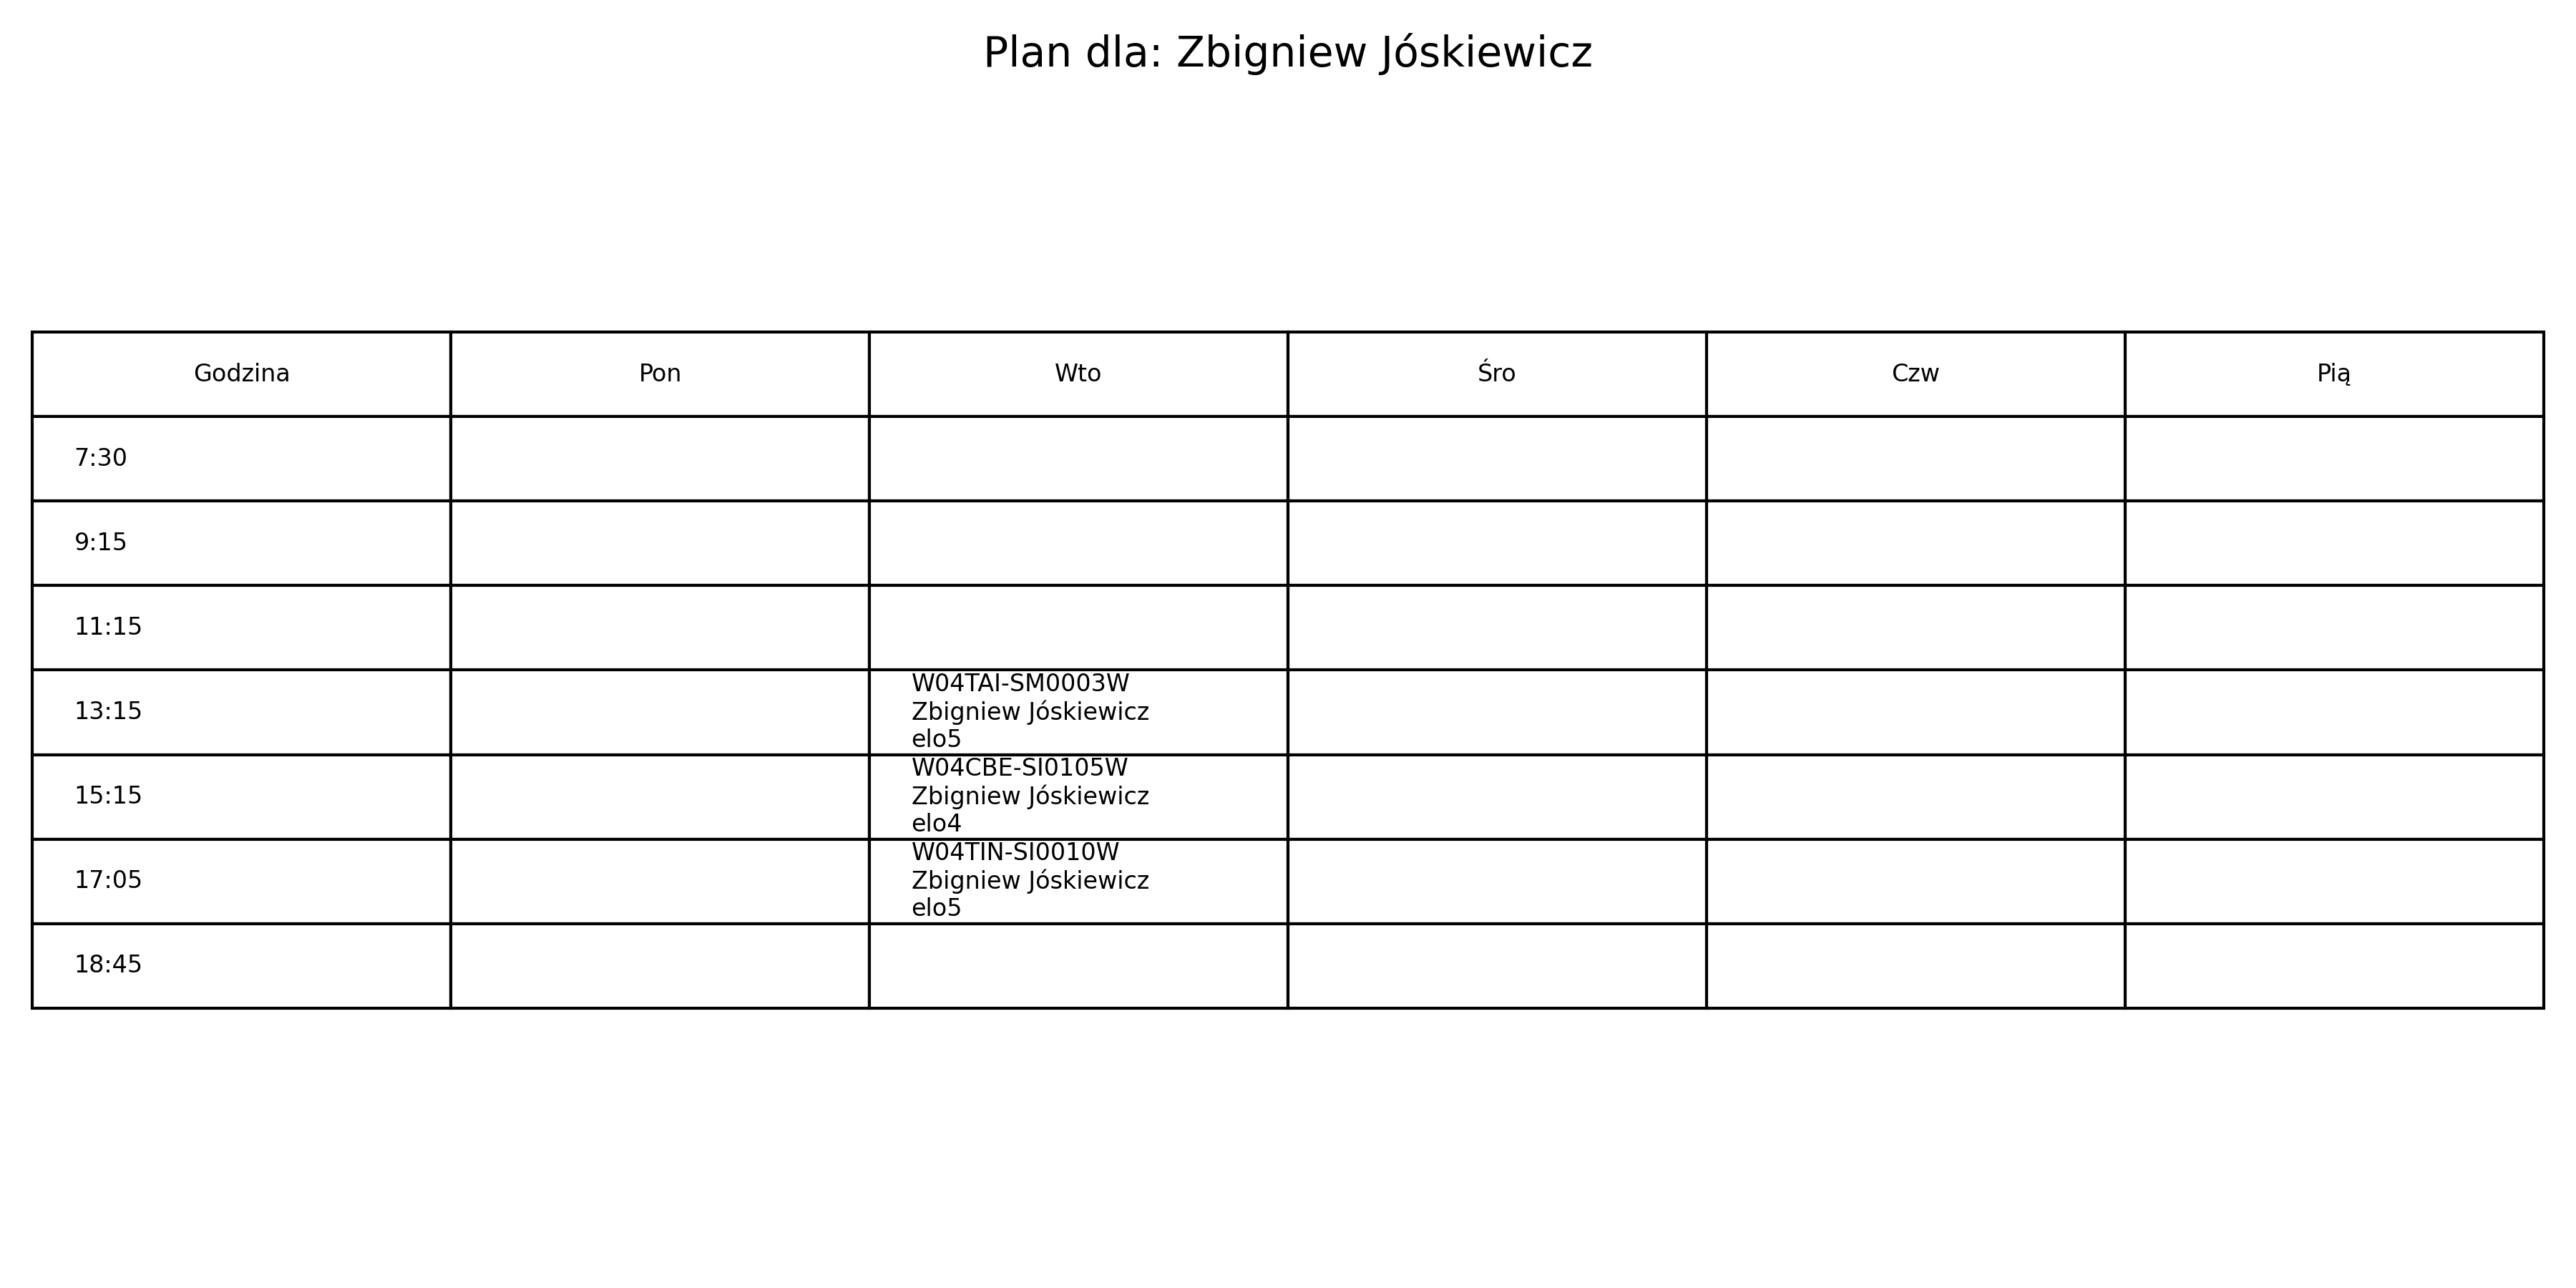 Plan dla: Zbigniew Jóskiewicz
Godzina Pon Wto Śro Czw Pią
7:30
9:15
11:15
13:15
W04TAI-SM0003W
Zbigniew Jóskiewicz
elo5
15:15
W04CBE-SI0105W
Zbigniew Jóskiewicz
elo4
17:05
W04TIN-SI0010W
Zbigniew Jóskiewicz
elo5
18:45